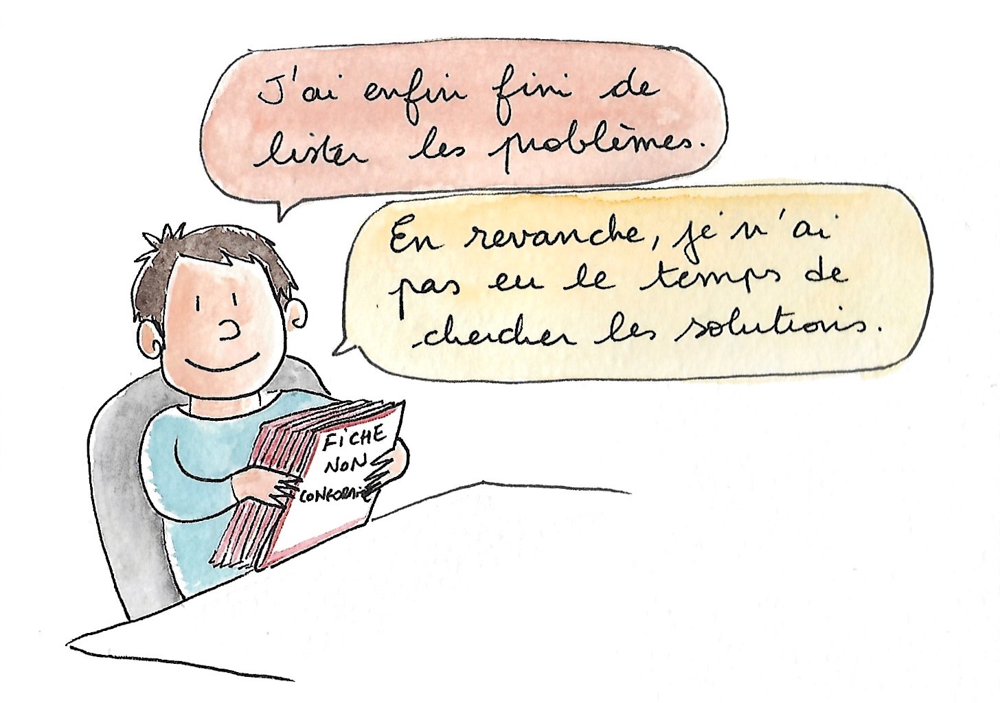 J'ai enfin fini de
lister les problèmes.
En revanche, je n'ai
pas eu le temps de
chercher les solutions.
FICHE
NON
CONFORMITÉ